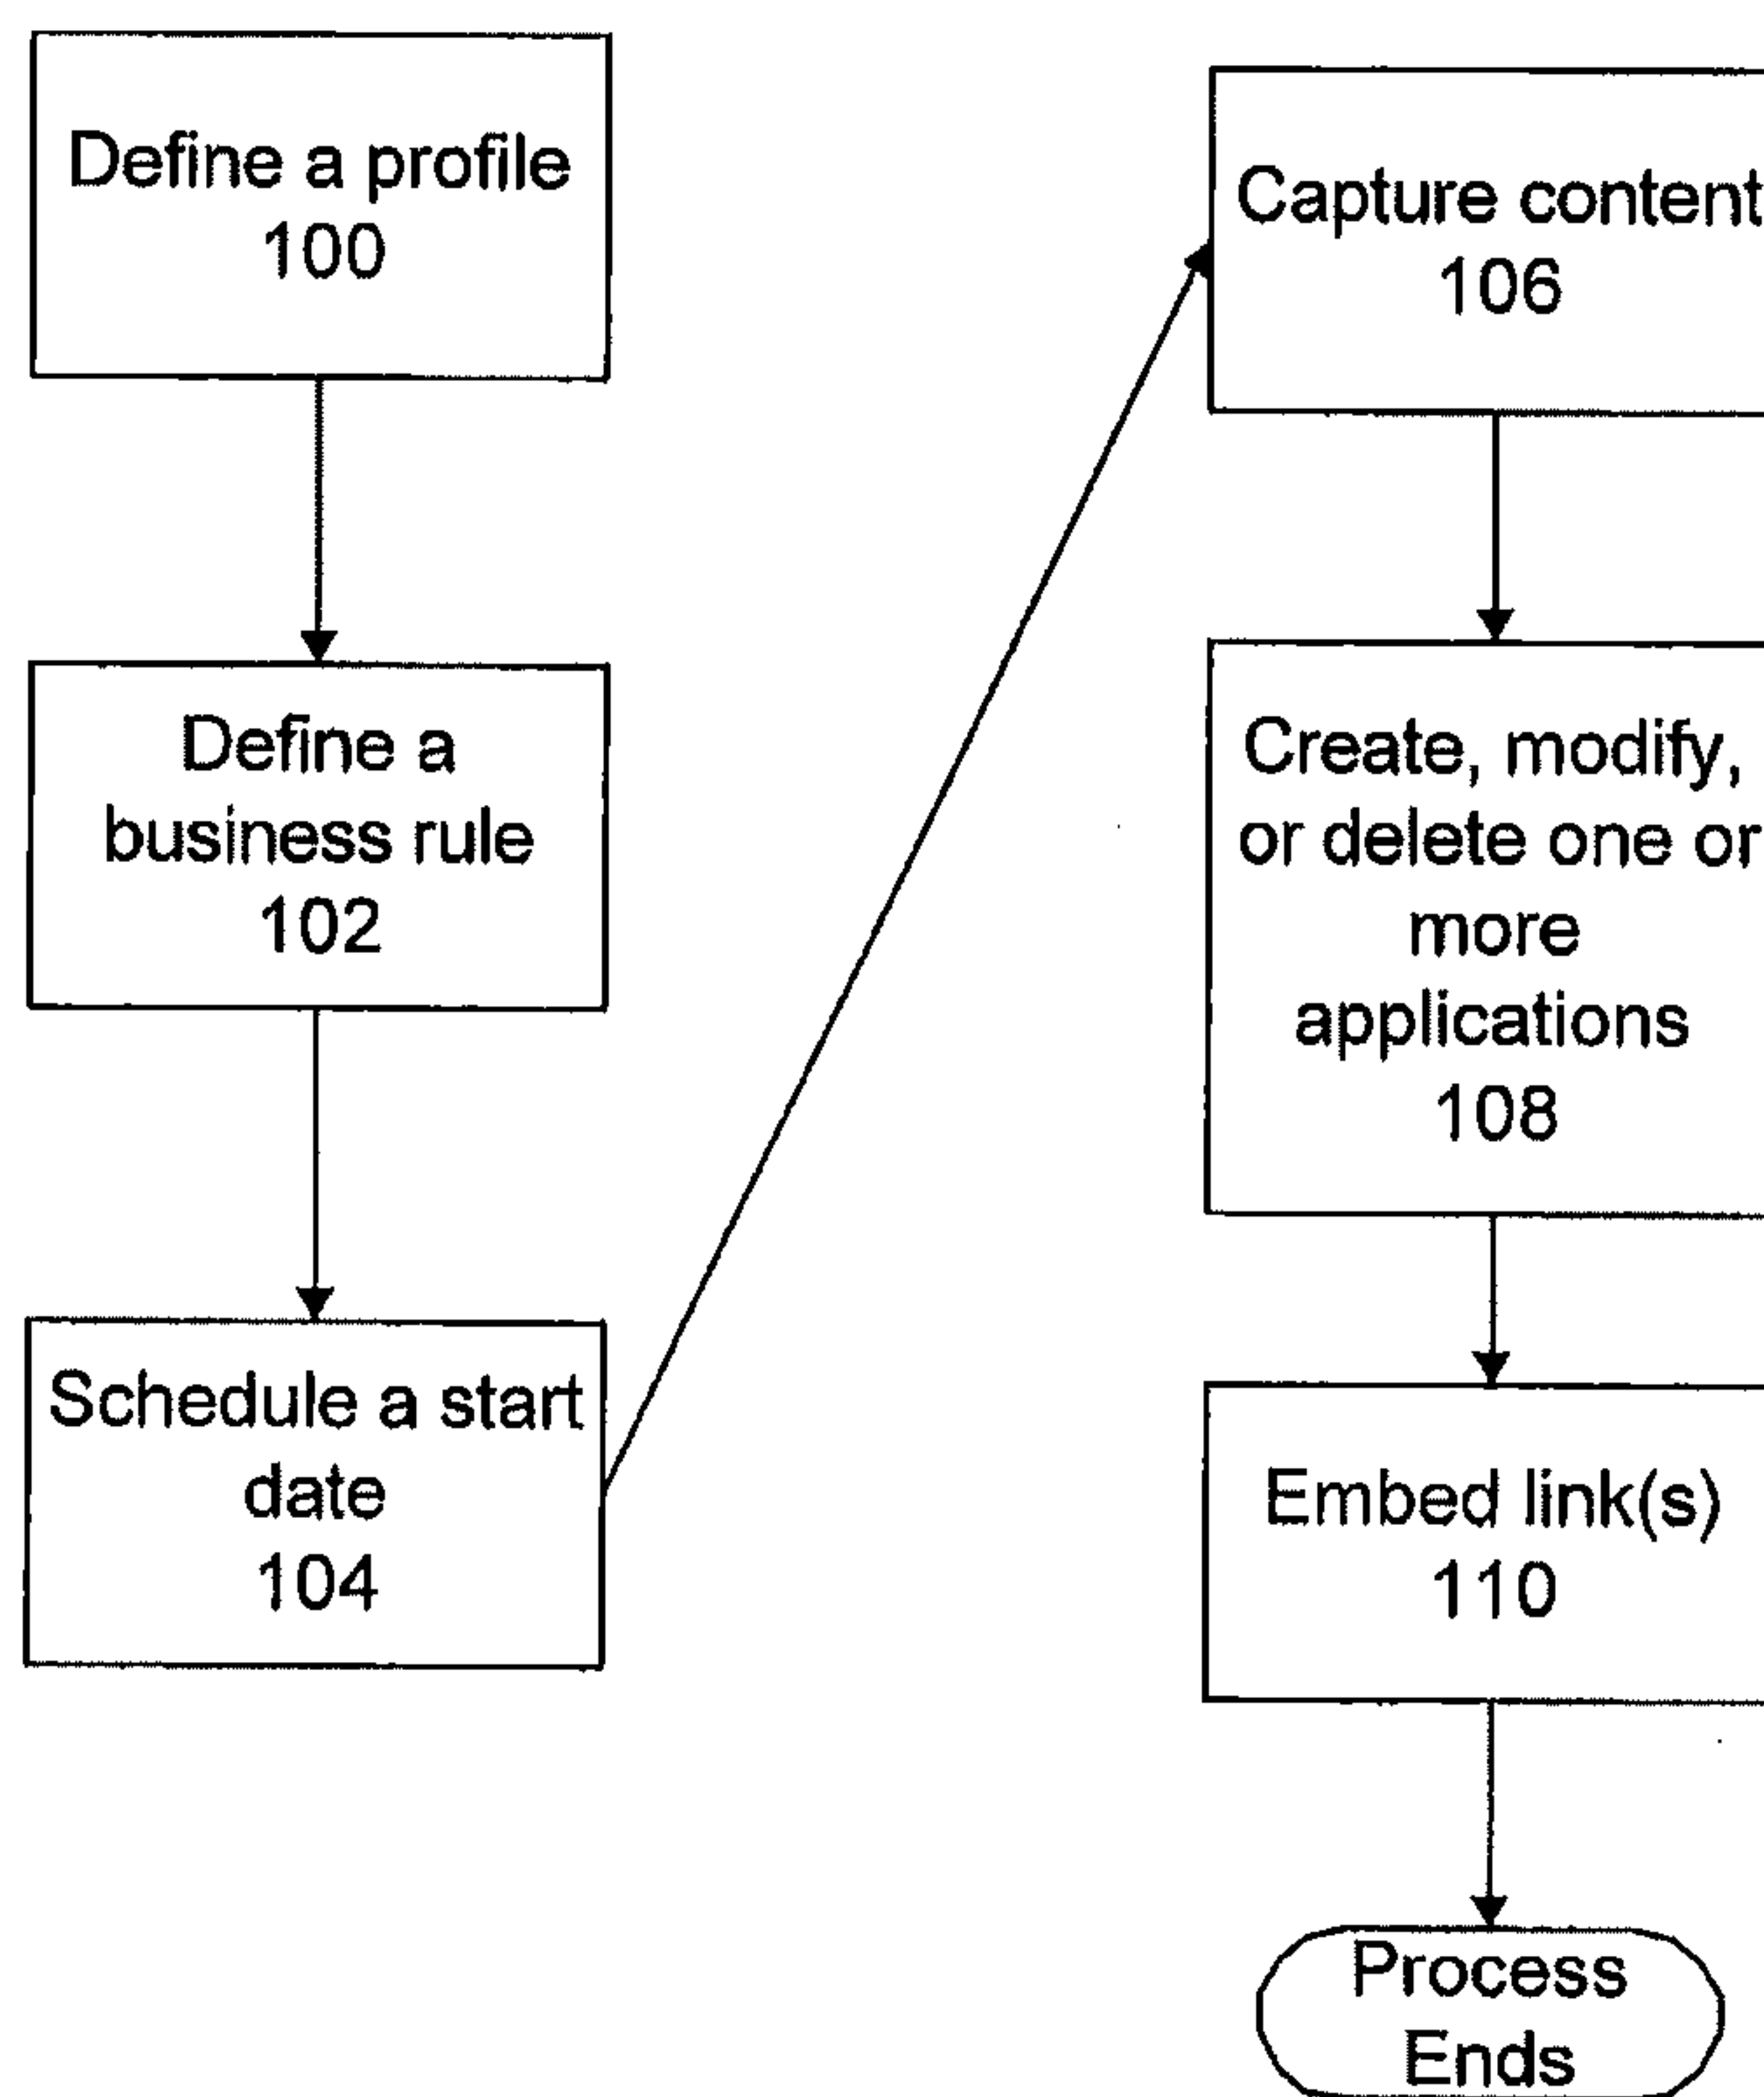 Define a profile
100
Define a
business rule
102
Schedule a start
date
104
Capture content
106
Create, modify,
or delete one or
more
applications
108
Embed link(s)
110
Process
Ends